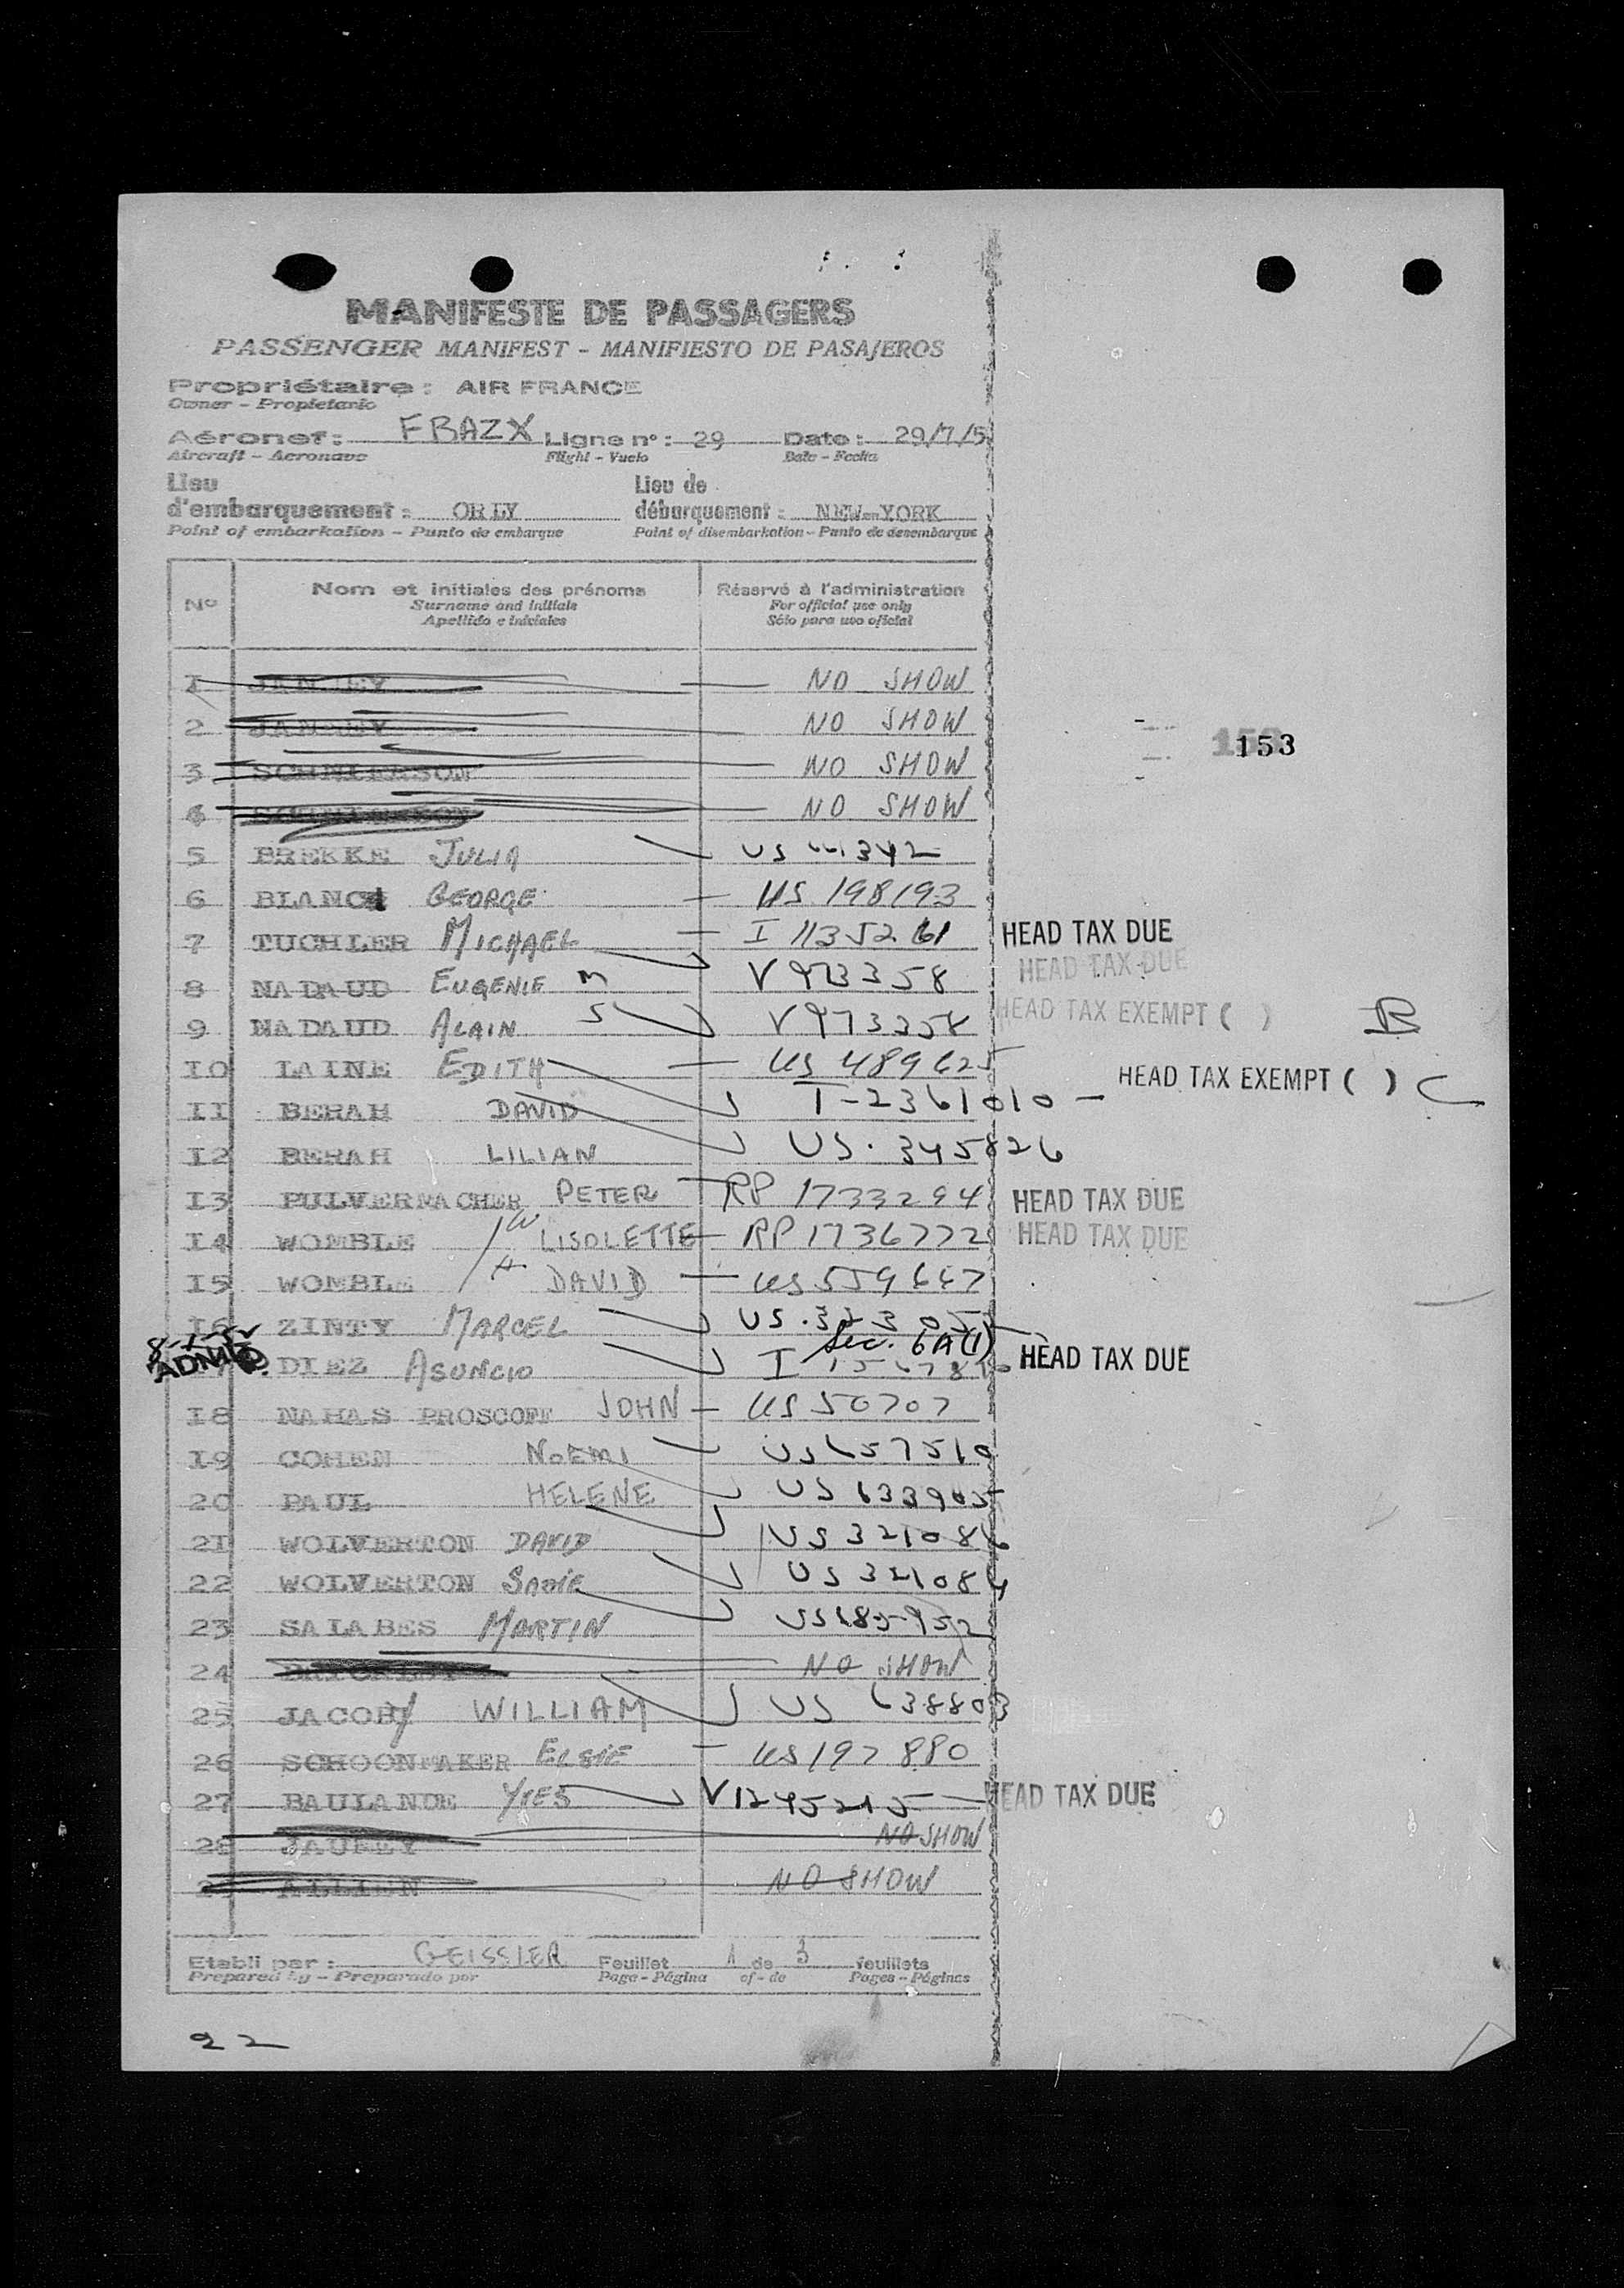 MANIFESTE DE PASSAGERS
PASSENGER MANIFEST - MANIFIESTO DE PASAJEROS
Propriétaire : AIR FRANCE
Owner - Propietario
Aéronef : FBAZX Ligne n° : 29 Date : 29/7/5
Aircraft - Aeronave Flight - Vuelo Date - Fecha
Lieu d'embarquement : ORLY Lieu de débarquement : NEW YORK
Point of embarkation - Punto de embarque Point of disembarkation - Punto de desembarque
N° Nom et initiales des prénoms Réservé à l'administration
Surname and initials For official use only
Apellido e iniciales Sólo para uso oficial
1 NO SHOW
2 NO SHOW
153
3 SCHNIERSON NO SHOW
4 NO SHOW
5 BREKKE JULIA US 342
6 BLANCH GEORGE US 198193
7 TUCHLER MICHAEL I 1135261 HEAD TAX DUE
8 NADAUD EUGENIE M V 973358 HEAD TAX DUE
9 NADAUD ALAIN S V 973358 HEAD TAX EXEMPT ( ) B
10 LAINE EDITH US 489625
HEAD TAX EXEMPT ( ) C
11 BERAH DAVID I-2361010
12 BERAH LILIAN US. 345826
13 PULVERMACHER PETER RP 1733294 HEAD TAX DUE
14 WOMBLE /W LISOLETTE RP 1736772 HEAD TAX DUE
15 WOMBLE /H DAVID US 559667
16 ZINTY MARCEL US.
8-1-52 Sec. 6A(1)
ADMI DIEZ ASUNCIO I HEAD TAX DUE
18 NAHAS PROSCOFF JOHN US 50707
19 COHEN NOEMI US 657510
20 PAUL HELENE US 633905
21 WOLVERTON DAVID US 321086
22 WOLVERTON SADIE US 321084
23 SALABES MARTIN US 185952
24 NO SHOW
25 JACOBY WILLIAM US 638803
26 SCHOONMAKER ELSIE US 197880
27 BAULANDE YVES V1245215 HEAD TAX DUE
28 NO SHOW
ALLIEN NO SHOW
Etabli par : GEISSLER Feuillet 1 de 3 feuillets
Prepared by - Preparado por Page - Página of - de Pages - Páginas
22